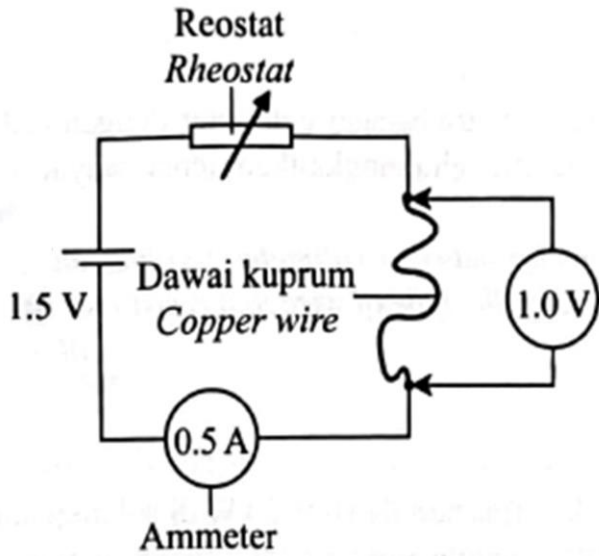 Reostat
Rheostat
1.5 V
Dawai kuprum
Copper wire
1.0 V
0.5 A
Ammeter